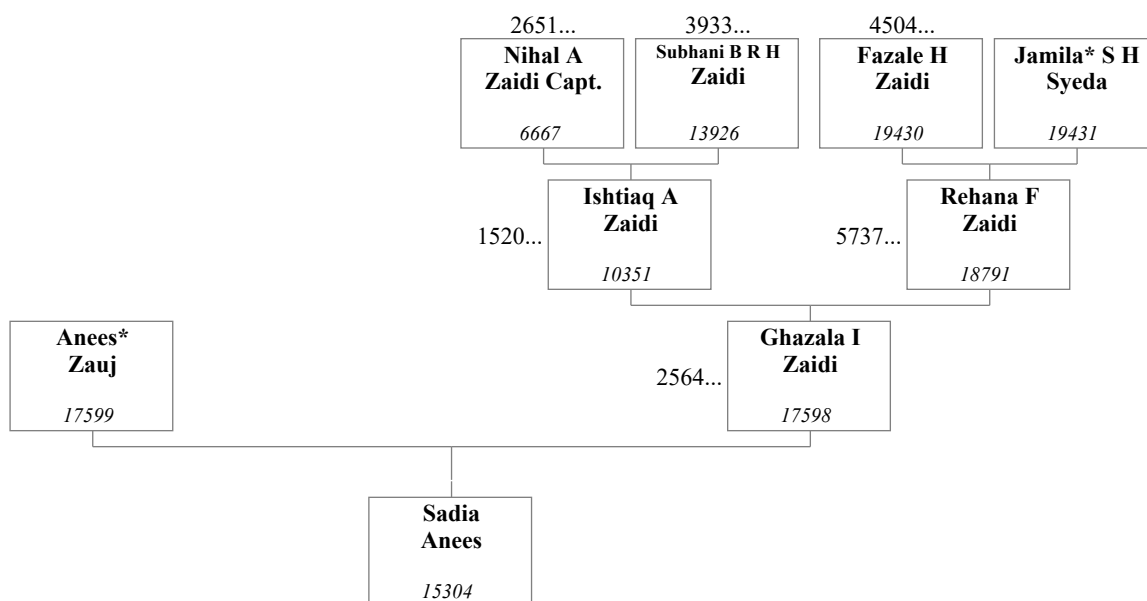 2651... 3933... 4504...
Nihal A
Zaidi Capt.
6667
Subhani B R H
Zaidi
13926
Fazale H
Zaidi
19430
Jamila* S H
Syeda
19431
1520...
Ishtiaq A
Zaidi
10351
5737...
Rehana F
Zaidi
18791
Anees*
Zauj
17599
2564...
Ghazala I
Zaidi
17598
Sadia
Anees
15304